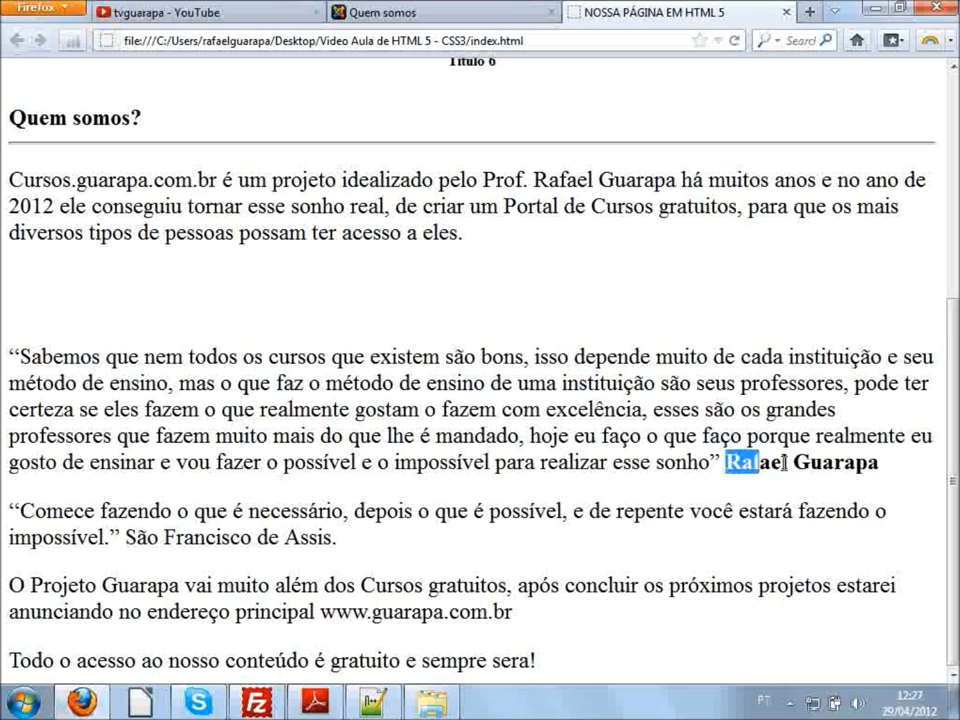 Firefox
tvguarapa - YouTube
Quem somos
NOSSA PÁGINA EM HTML 5
file:///C:/Users/rafaelguarapa/Desktop/Video Aula de HTML 5 - CSS3/index.html
Searcl
Titulo 6
Quem somos?
Cursos.guarapa.com.br é um projeto idealizado pelo Prof. Rafael Guarapa há muitos anos e no ano de
2012 ele conseguiu tornar esse sonho real, de criar um Portal de Cursos gratuitos, para que os mais
diversos tipos de pessoas possam ter acesso a eles.
“Sabemos que nem todos os cursos que existem são bons, isso depende muito de cada instituição e seu
método de ensino, mas o que faz o método de ensino de uma instituição são seus professores, pode ter
certeza se eles fazem o que realmente gostam o fazem com excelência, esses são os grandes
professores que fazem muito mais do que lhe é mandado, hoje eu faço o que faço porque realmente eu
gosto de ensinar e vou fazer o possível e o impossível para realizar esse sonho” Rafael Guarapa
“Comece fazendo o que é necessário, depois o que é possível, e de repente você estará fazendo o
impossível.” São Francisco de Assis.
O Projeto Guarapa vai muito além dos Cursos gratuitos, após concluir os próximos projetos estarei
anunciando no endereço principal www.guarapa.com.br
Todo o acesso ao nosso conteúdo é gratuito e sempre sera!
PT
12:27
29/04/2012